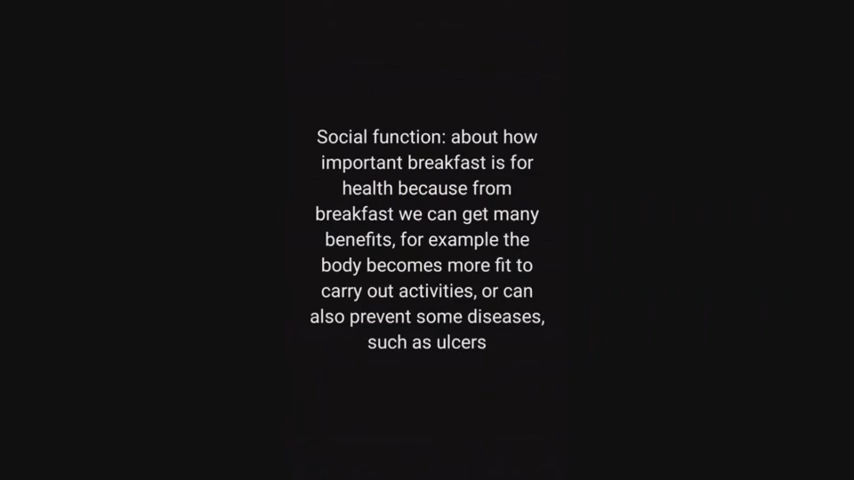 Social function: about how
important breakfast is for
health because from
breakfast we can get many
benefits, for example the
body becomes more fit to
carry out activities, or can
also prevent some diseases,
such as ulcers